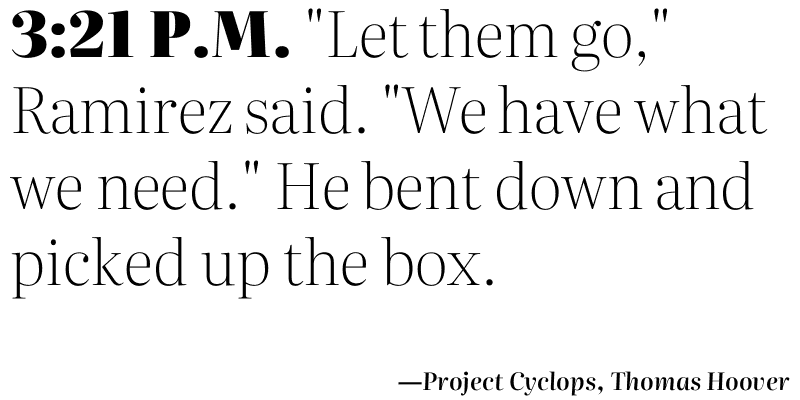 3:21 P.M. "Let them go,"
Ramirez said. "We have what
we need." He bent down and
picked up the box.
—Project Cyclops, Thomas Hoover